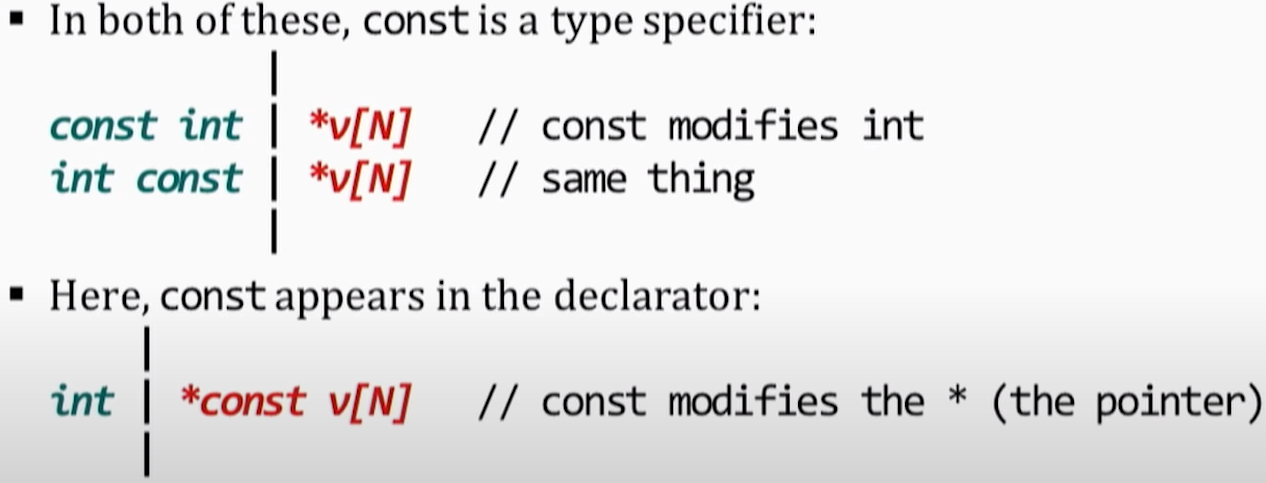 ▪ In both of these, const is a type specifier:
const int | *v[N] // const modifies int
int const | *v[N] // same thing
▪ Here, const appears in the declarator:
int | *const v[N] // const modifies the * (the pointer)